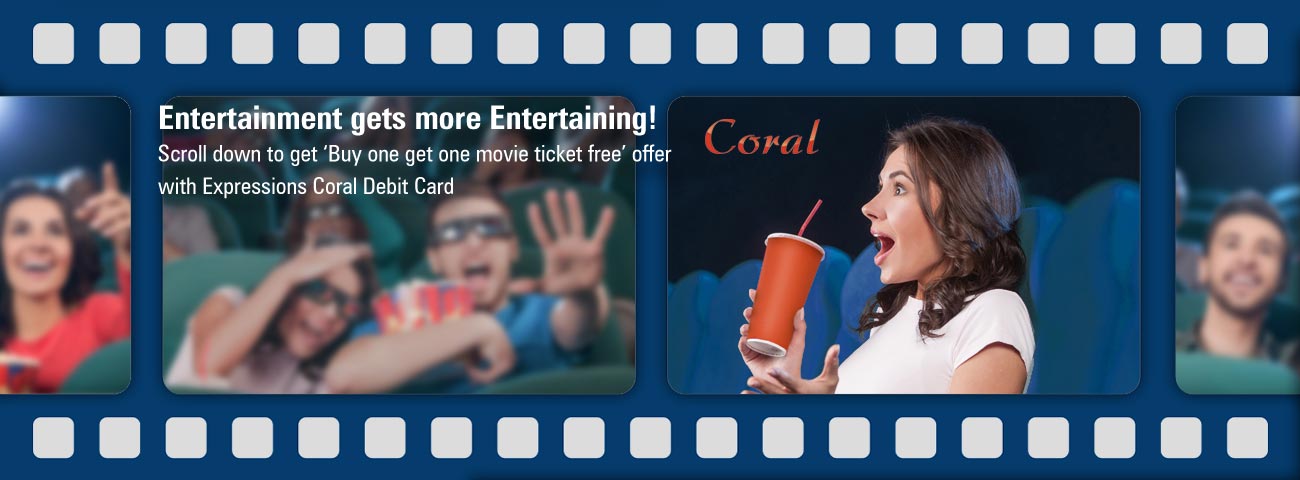 Entertainment gets more Entertaining!
Scroll down to get ‘Buy one get one movie ticket free’ offer
with Expressions Coral Debit Card
Coral